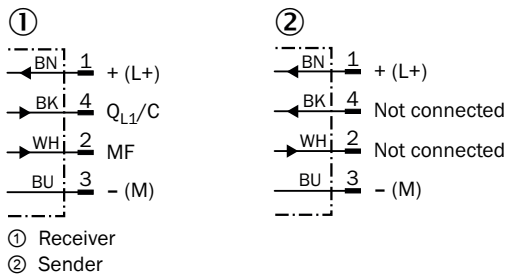 ① ②
BN 1 + (L+)
BK 4 Q_L1/C
WH 2 MF
BU 3 – (M)
BN 1 + (L+)
BK 4 Not connected
WH 2 Not connected
BU 3 – (M)
① Receiver
② Sender